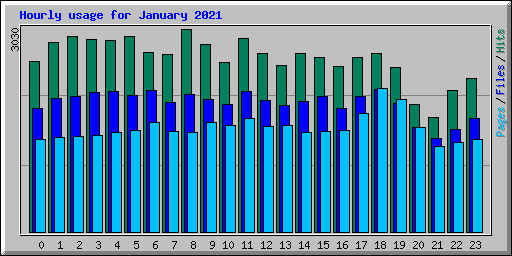 Hourly usage for January 2021
3030
Pages / Files / Hits
0 1 2 3 4 5 6 7 8 9 10 11 12 13 14 15 16 17 18 19 20 21 22 23